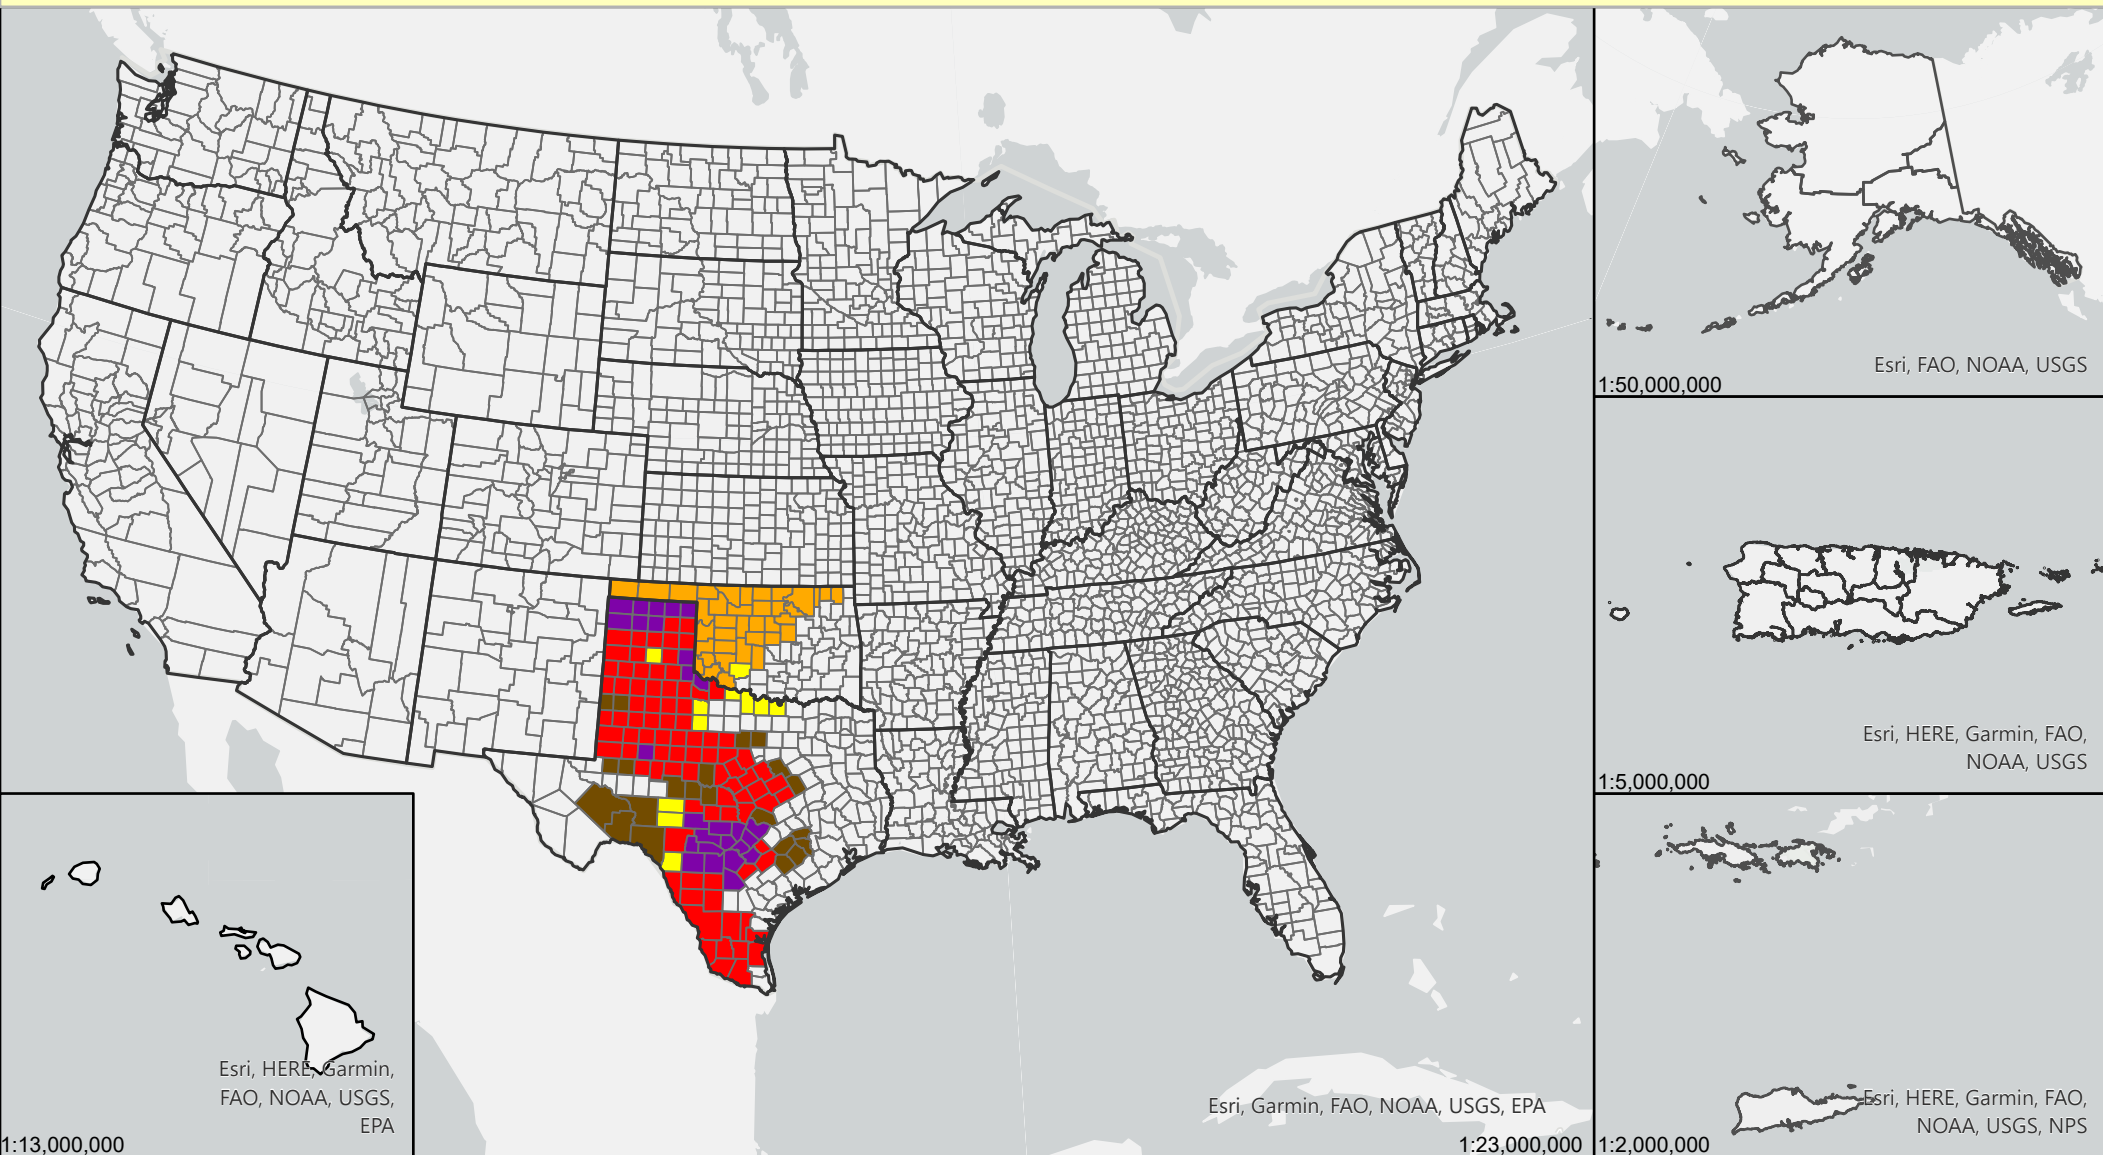 Esri, FAO, NOAA, USGS
1:50,000,000
Esri, HERE, Garmin, FAO,
NOAA, USGS
1:5,000,000
Esri, HERE, Garmin,
FAO, NOAA, USGS,
EPA
1:13,000,000
Esri, Garmin, FAO, NOAA, USGS, EPA
1:23,000,000
Esri, HERE, Garmin, FAO,
NOAA, USGS, NPS
1:2,000,000